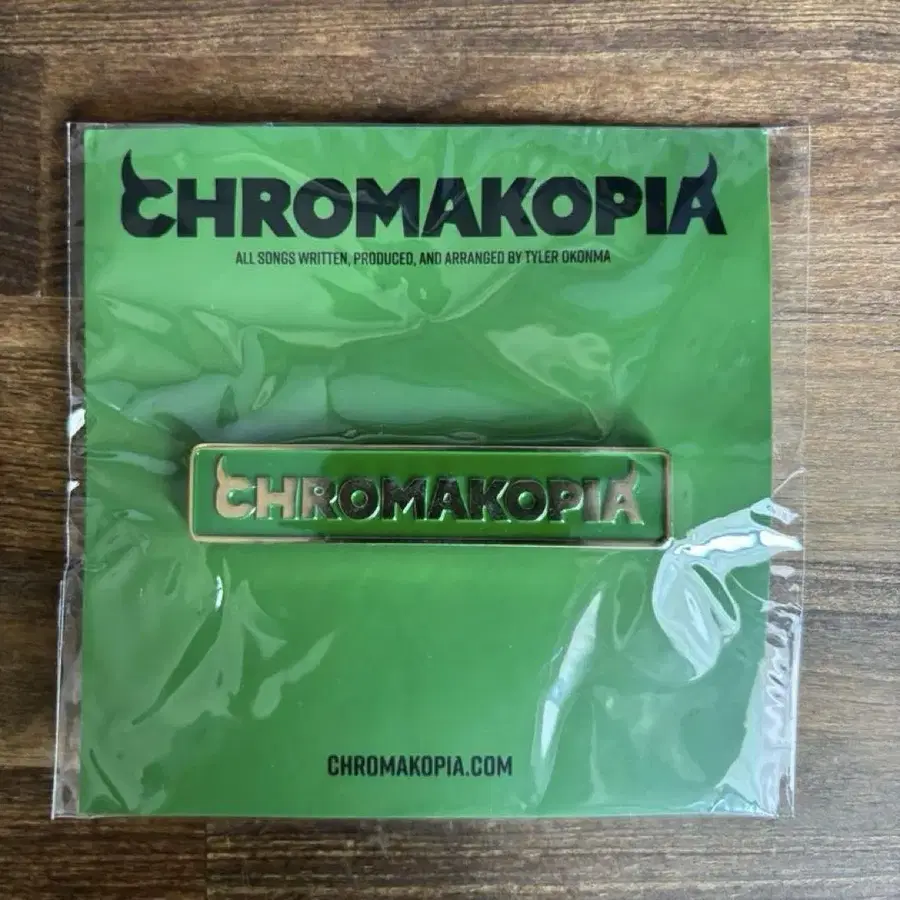 CHROMAKOPIA
ALL SONGS WRITTEN, PRODUCED, AND ARRANGED BY TYLER OKONMA
CHROMAKOPIA
CHROMAKOPIA.COM